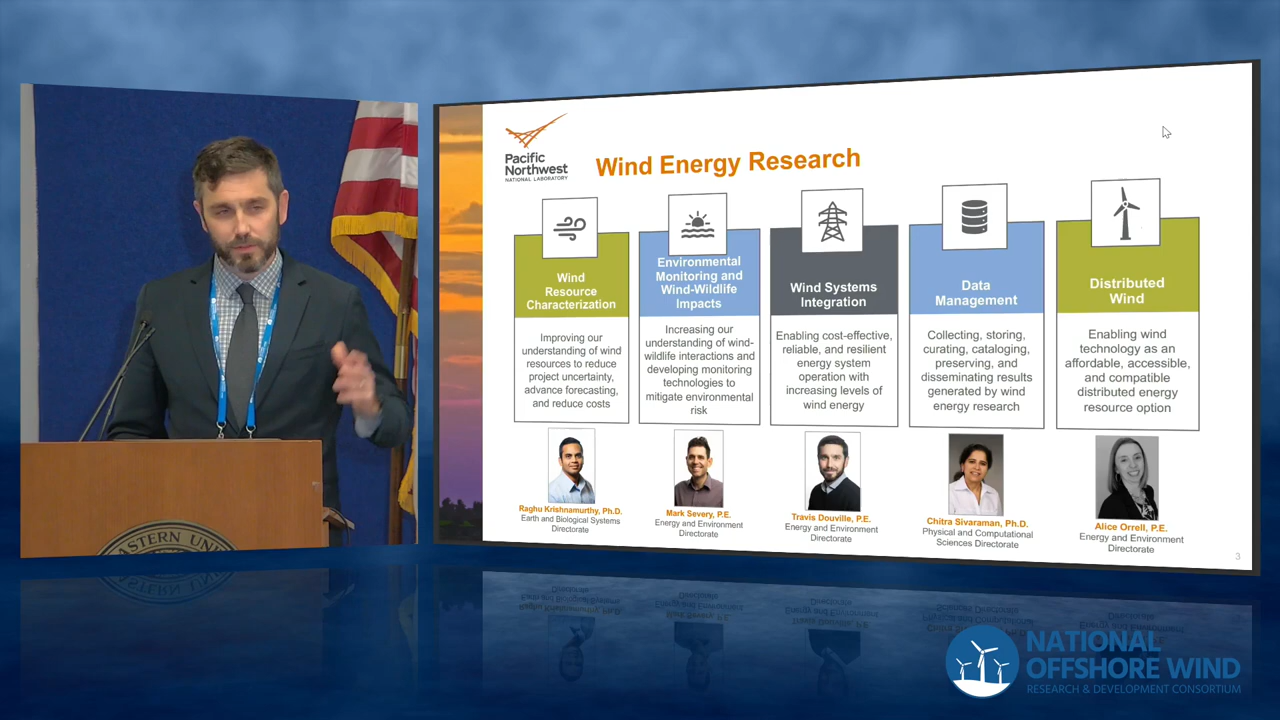 Pacific
Northwest
NATIONAL LABORATORY
Wind Energy Research
Wind
Resource
Characterization
Improving our
understanding of wind
resources to reduce
project uncertainty,
advance forecasting,
and reduce costs
Raghu Krishnamurthy, Ph.D.
Earth and Biological Systems
Directorate
Environmental
Monitoring and
Wind-Wildlife
Impacts
Increasing our
understanding of wind-
wildlife interactions and
developing monitoring
technologies to
mitigate environmental
risk
Mark Severy, P.E.
Energy and Environment
Directorate
Wind Systems
Integration
Enabling cost-effective,
reliable, and resilient
energy system
operation with
increasing levels of
wind energy
Travis Douville, P.E.
Energy and Environment
Directorate
Data
Management
Collecting, storing,
curating, cataloging,
preserving, and
disseminating results
generated by wind
energy research
Chitra Sivaraman, Ph.D.
Physical and Computational
Sciences Directorate
Distributed
Wind
Enabling wind
technology as an
affordable, accessible,
and compatible
distributed energy
resource option
Alice Orrell, P.E.
Energy and Environment
Directorate
3
EASTERN UNI
NATIONAL
OFFSHORE WIND
RESEARCH & DEVELOPMENT CONSORTIUM